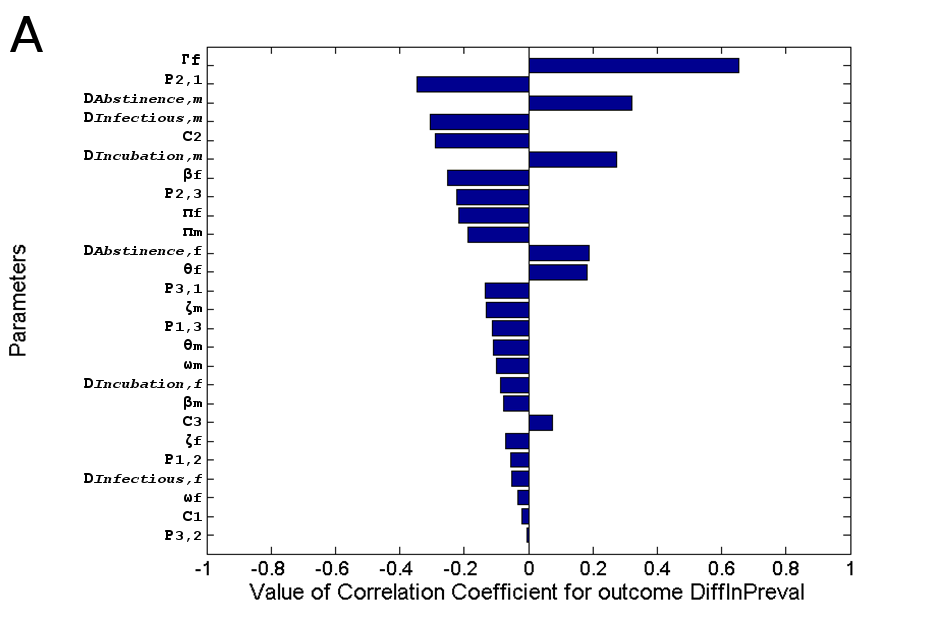 A
Γf
P2,1
DAbstinence,m
DInfectious,m
C2
DIncubation,m
βf
P2,3
πf
πm
DAbstinence,f
θf
P3,1
ζm
P1,3
θm
ωm
DIncubation,f
βm
C3
ζf
P1,2
DInfectious,f
ωf
C1
P3,2
Parameters
-1 -0.8 -0.6 -0.4 -0.2 0 0.2 0.4 0.6 0.8 1
Value of Correlation Coefficient for outcome DiffInPreval